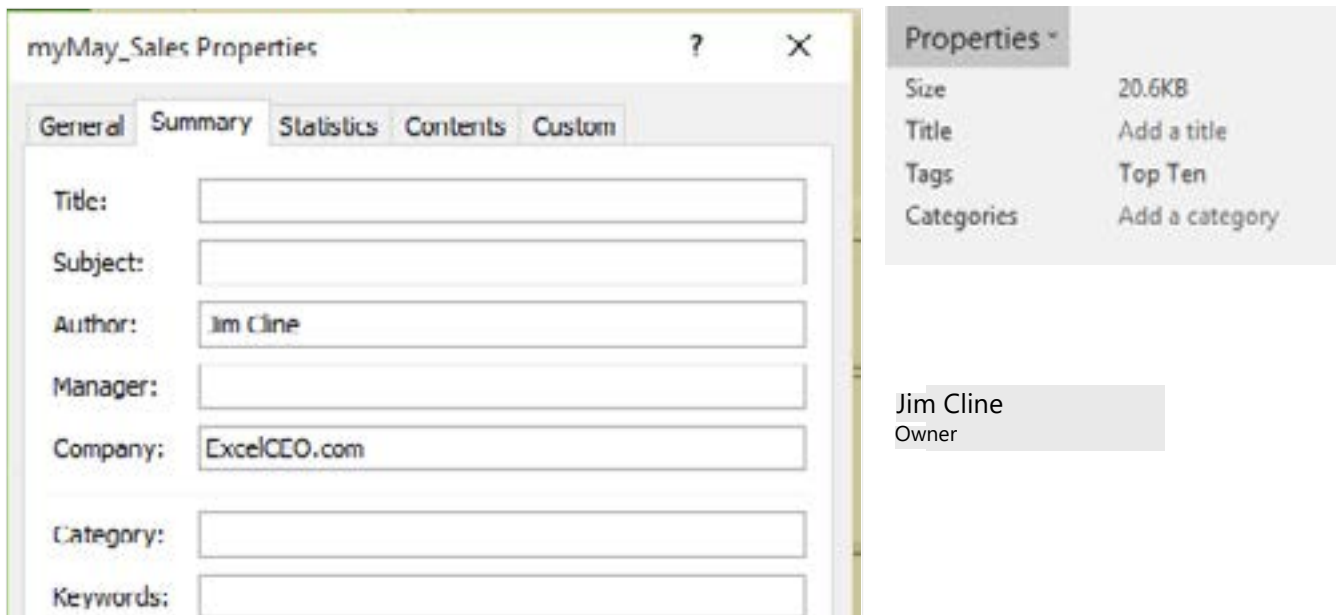 myMay_Sales Properties ? X
General Summary Statistics Contents Custom
Title:
Subject:
Author: Jim Cline
Manager:
Company: ExcelCEO.com
Category:
Keywords:
Properties
Size 20.6KB
Title Add a title
Tags Top Ten
Categories Add a category
Jim Cline
Owner